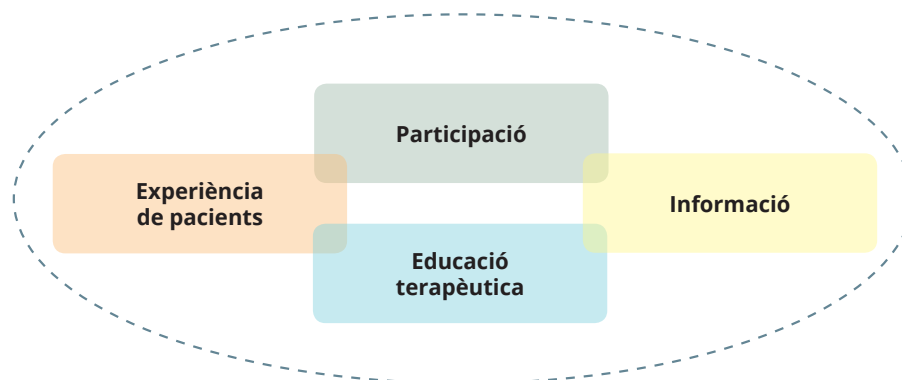 Participació
Experiència
de pacients
Informació
Educació
terapèutica